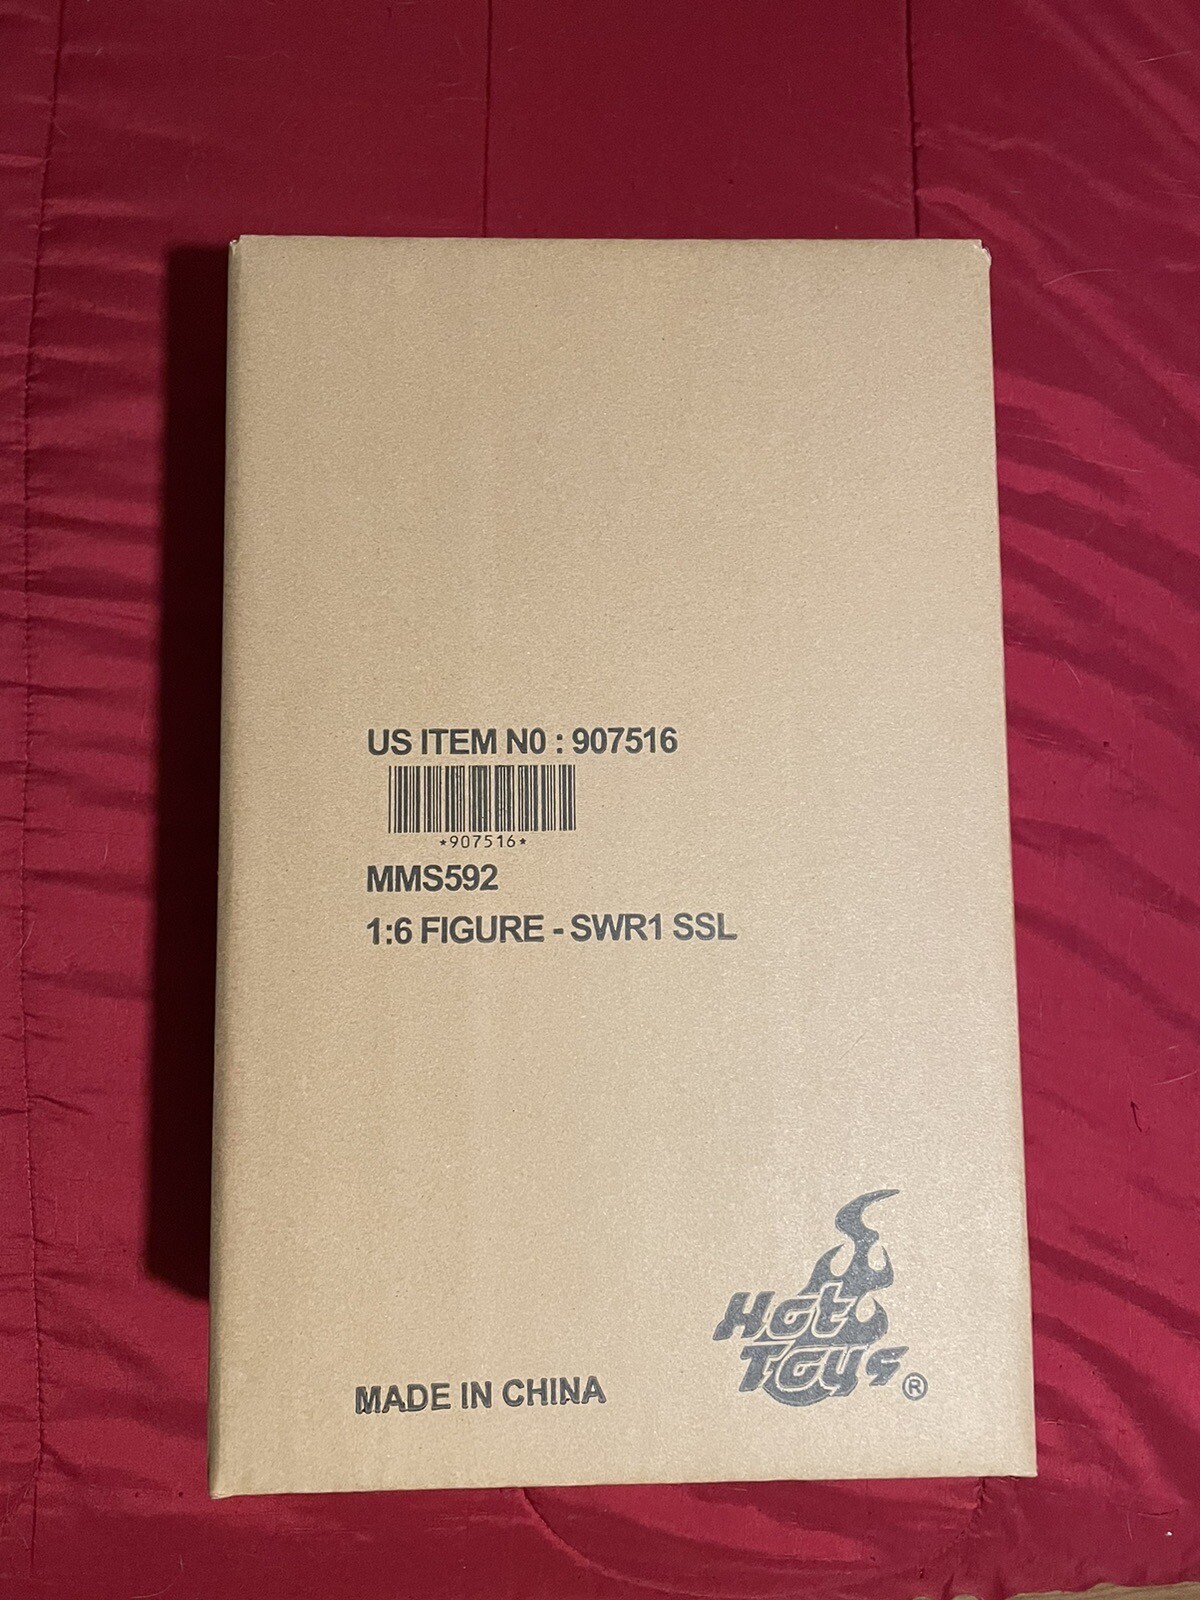 US ITEM N0 : 907516
*907516*
MMS592
1:6 FIGURE - SWR1 SSL
Hot
Toys ®
MADE IN CHINA